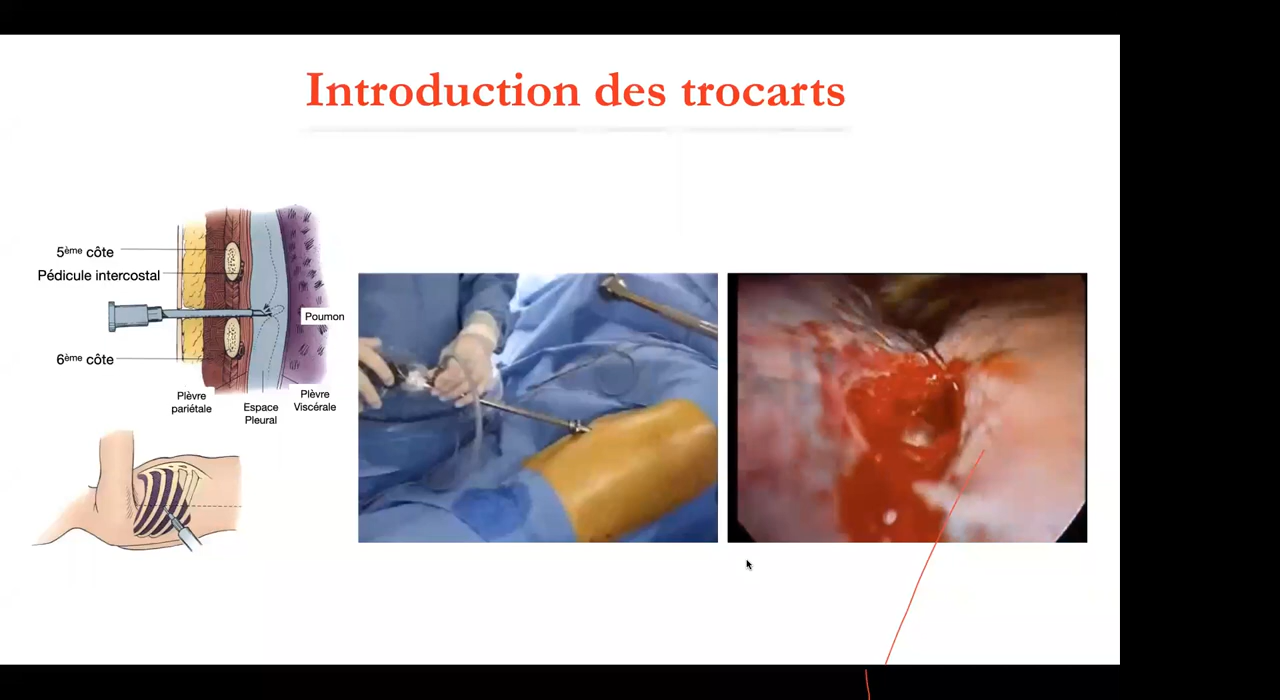 Introduction des trocarts
5ème côte
Pédicule intercostal
Poumon
6ème côte
Plèvre
pariétale
Espace
Pleural
Plèvre
Viscérale